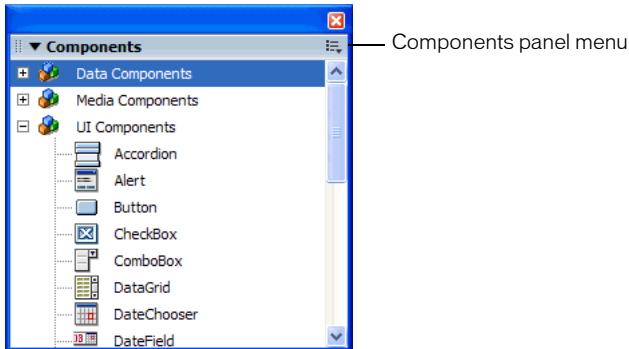 Components
Components panel menu
Data Components
Media Components
UI Components
Accordion
Alert
Button
CheckBox
ComboBox
DataGrid
DateChooser
DateField